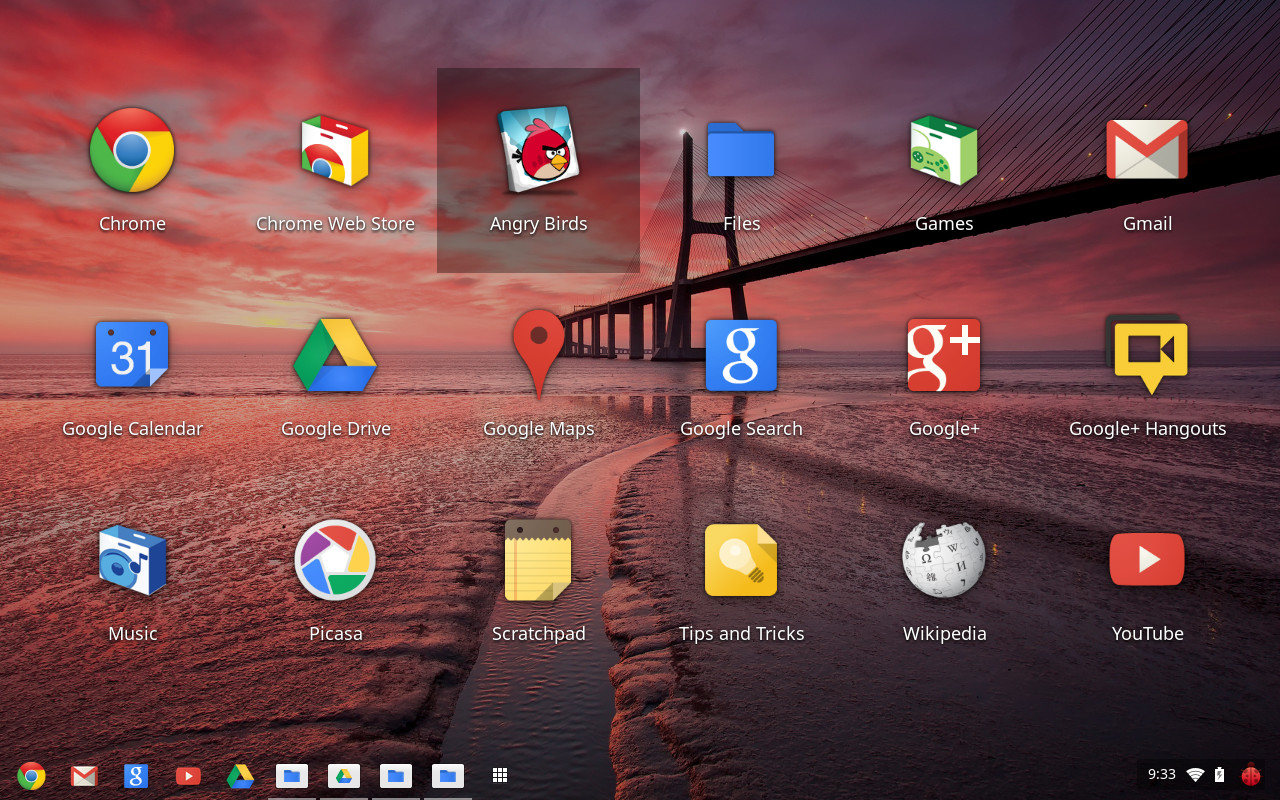 Chrome
Chrome Web Store
Angry Birds
Files
Games
Gmail
31
g
g+
Google Calendar
Google Drive
Google Maps
Google Search
Google+
Google+ Hangouts
Ω
W
И
Music
Picasa
Scratchpad
Tips and Tricks
Wikipedia
YouTube
g
9:33